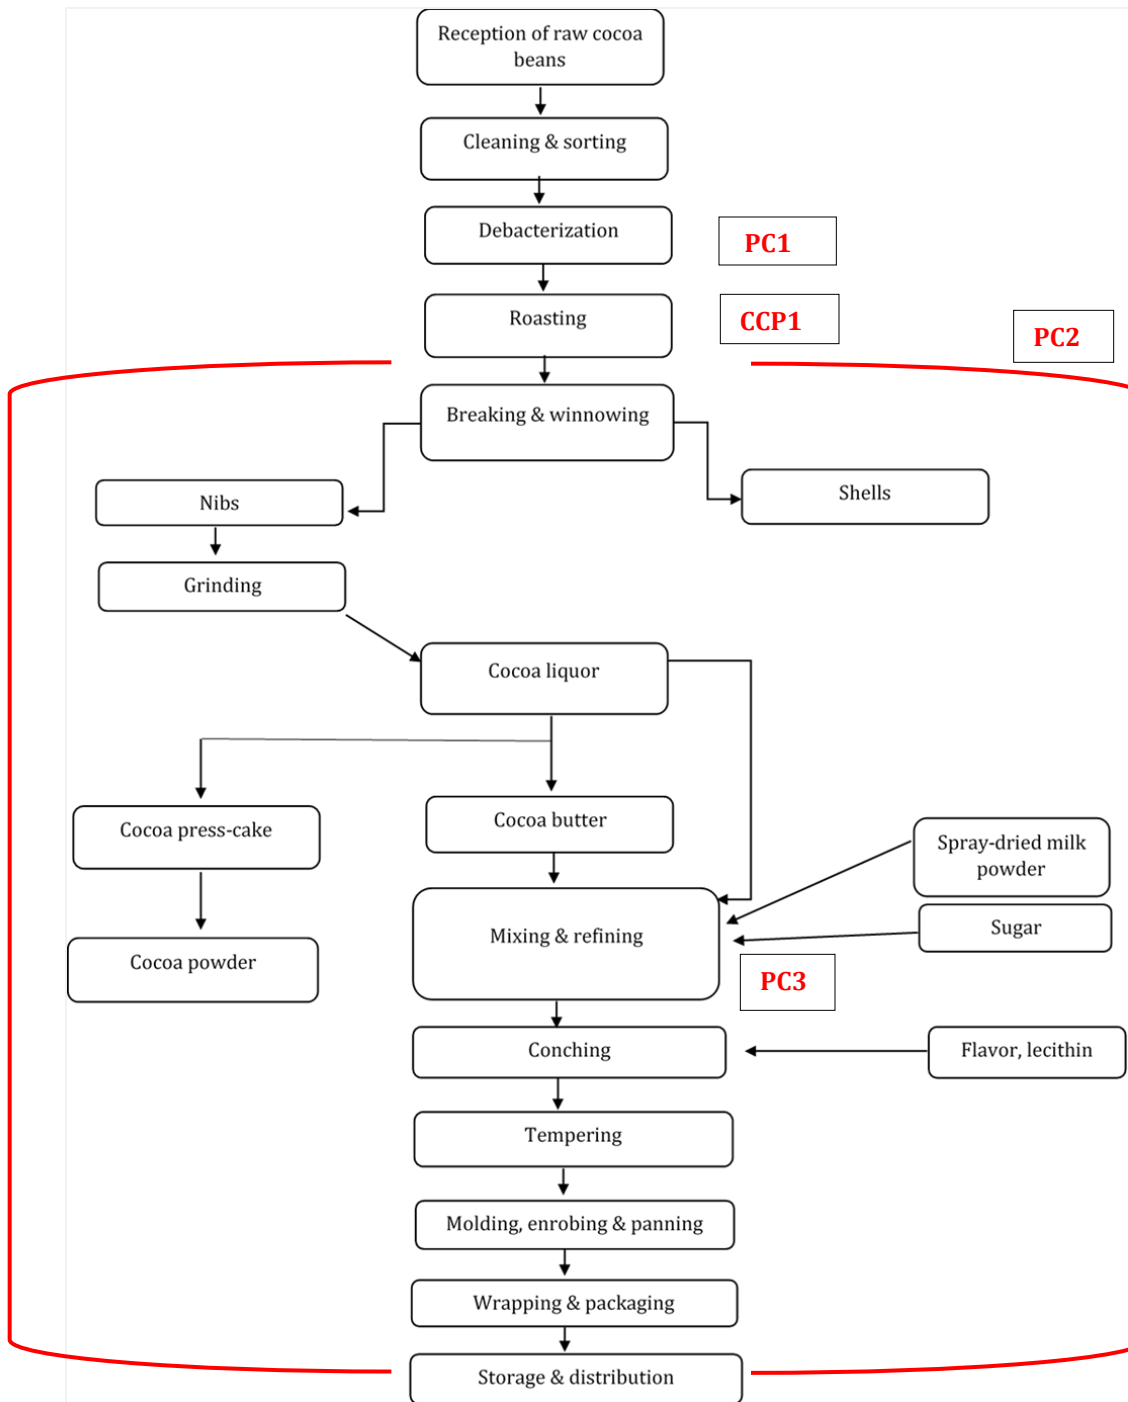 Reception of raw cocoa
beans
Cleaning & sorting
Debacterization
PC1
Roasting
CCP1
PC2
Breaking & winnowing
Nibs
Shells
Grinding
Cocoa liquor
Cocoa press-cake
Cocoa butter
Spray-dried milk
powder
Sugar
Mixing & refining
Cocoa powder
PC3
Conching
Flavor, lecithin
Tempering
Molding, enrobing & panning
Wrapping & packaging
Storage & distribution